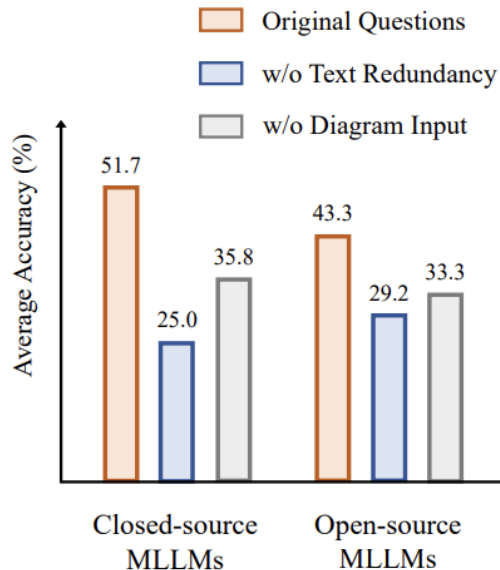 Original Questions
w/o Text Redundancy
w/o Diagram Input
Average Accuracy (%)
51.7
25.0
35.8
43.3
29.2
33.3
Closed-source
MLLMs
Open-source
MLLMs